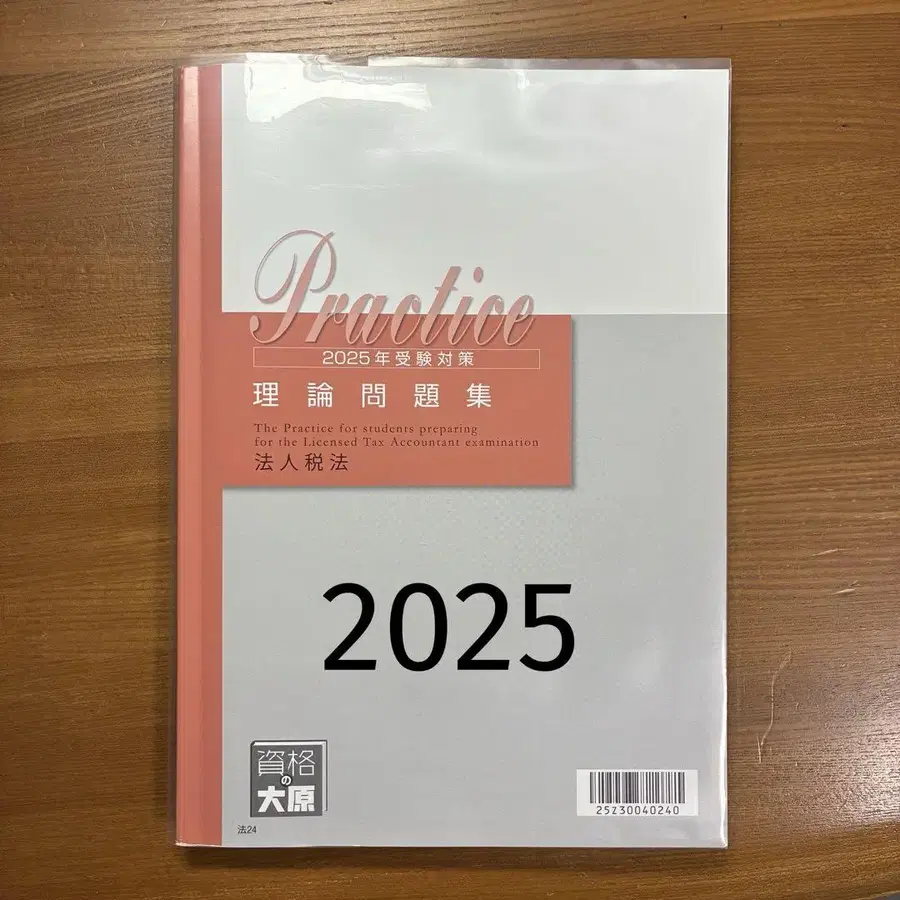 Practice
2025年受験対策
理論問題集
The Practice for students preparing
for the Licensed Tax Accountant examination
法人税法
2025
資格
の
大原
25Z30040240
法24